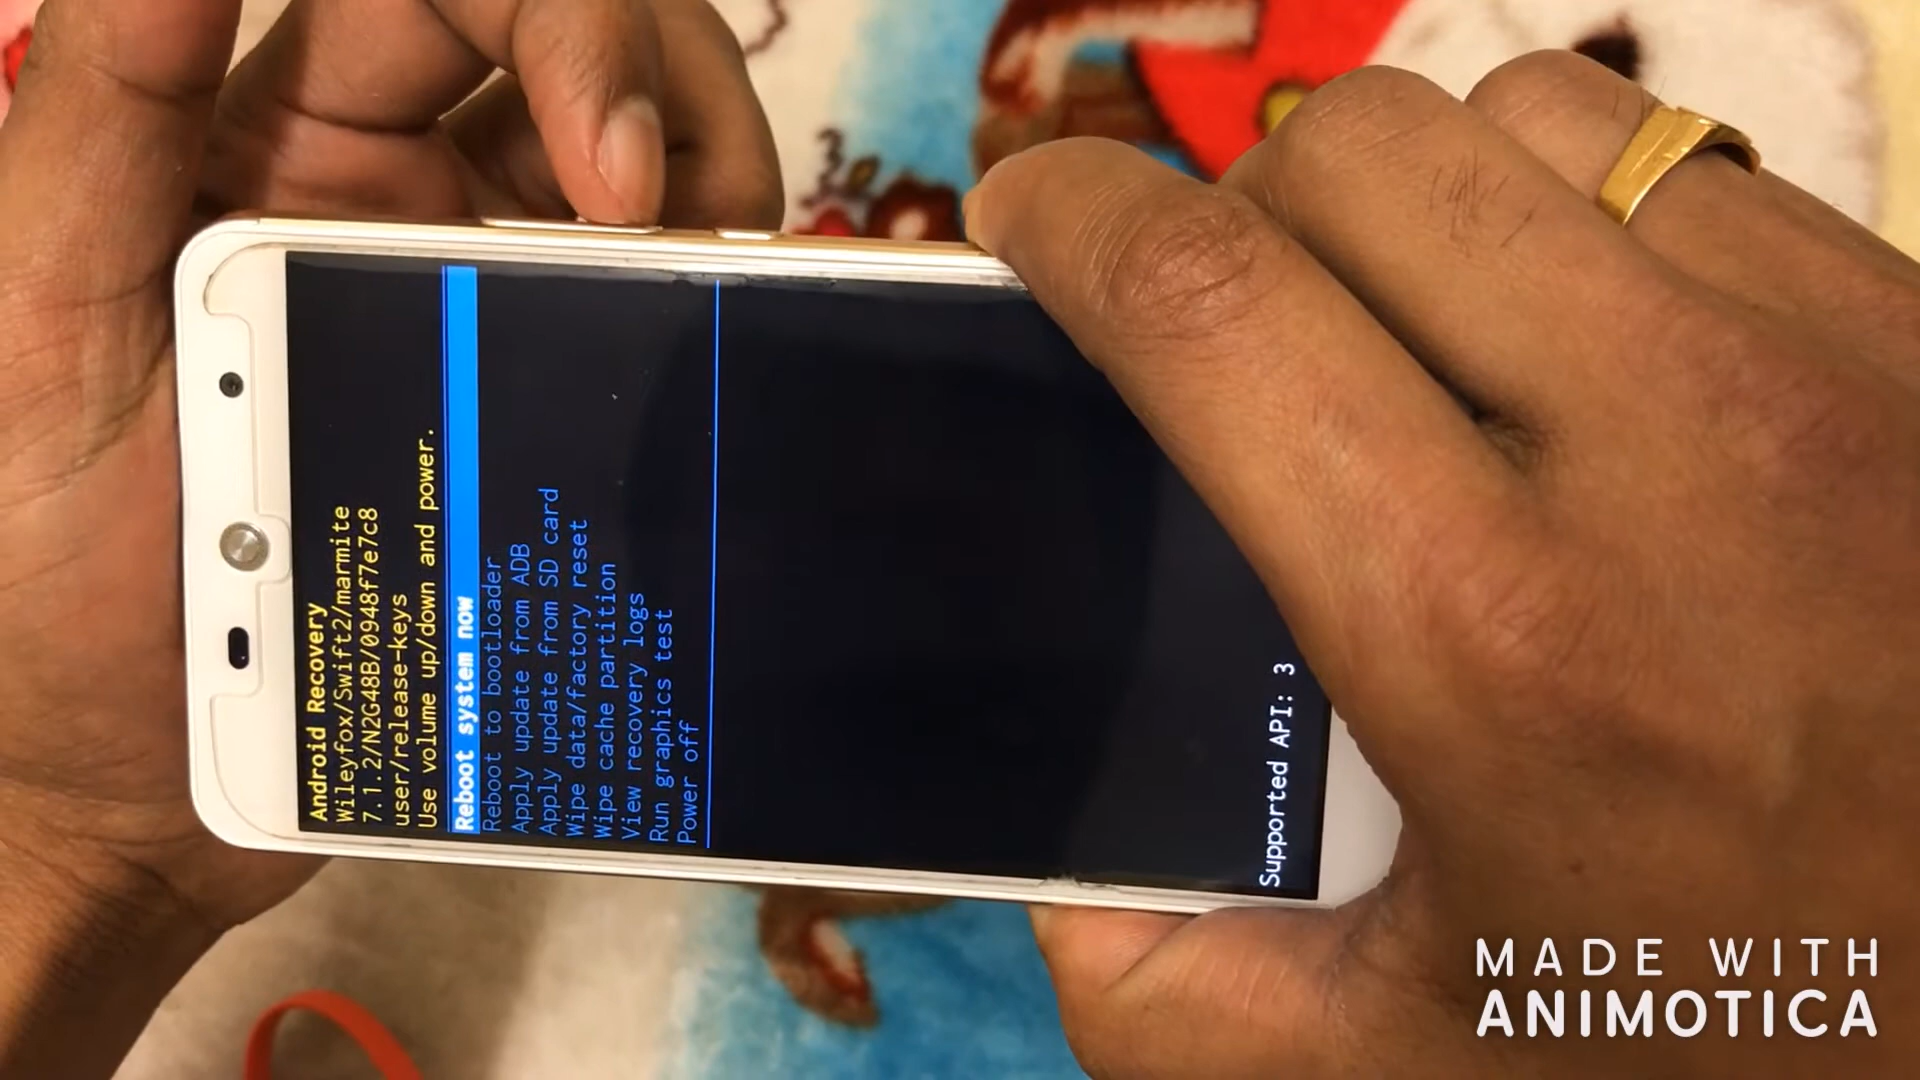 Android Recovery
Wileyfox/Swift2/marmite
7.1.2/N2G48B/0948f7e7c8
user/release-keys
Use volume up/down and power.
Reboot system now
Reboot to bootloader
Apply update from ADB
Apply update from SD card
Wipe data/factory reset
Wipe cache partition
View recovery logs
Run graphics test
Power off
Supported API: 3
MADE WITH
ANIMOTICA